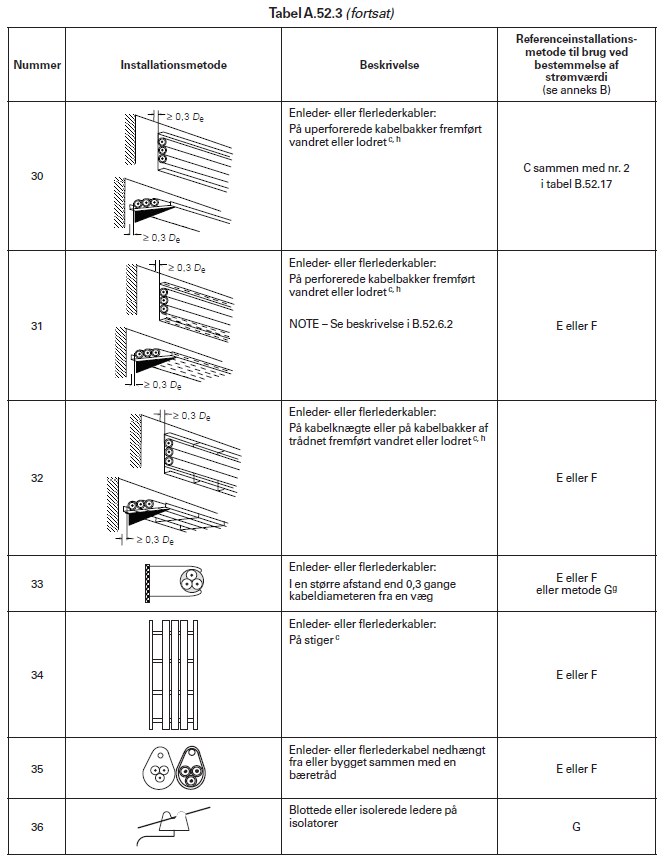 Tabel A.52.3 (fortsat)
Nummer
Installationsmetode
Beskrivelse
Referenceinstallations-
metode til brug ved
bestemmelse af
strømværdi
(se anneks B)
30
≥ 0,3 De
≥ 0,3 De
Enleder- eller flerlederkabler:
På uperforerede kabelbakker fremført
vandret eller lodret c, h
C sammen med nr. 2
i tabel B.52.17
31
≥ 0,3 De
≥ 0,3 De
Enleder- eller flerlederkabler:
På perforerede kabelbakker fremført
vandret eller lodret c, h
NOTE – Se beskrivelse i B.52.6.2
E eller F
32
≥ 0,3 De
≥ 0,3 De
Enleder- eller flerlederkabler:
På kabelknægte eller på kabelbakker af
trådnet fremført vandret eller lodret c, h
E eller F
33
Enleder- eller flerlederkabler:
I en større afstand end 0,3 gange
kabeldiameteren fra en væg
E eller F
eller metode Gg
34
Enleder- eller flerlederkabler:
På stiger c
E eller F
35
Enleder- eller flerlederkabel nedhængt
fra eller bygget sammen med en
bæretråd
E eller F
36
Blottede eller isolerede ledere på
isolatorer
G